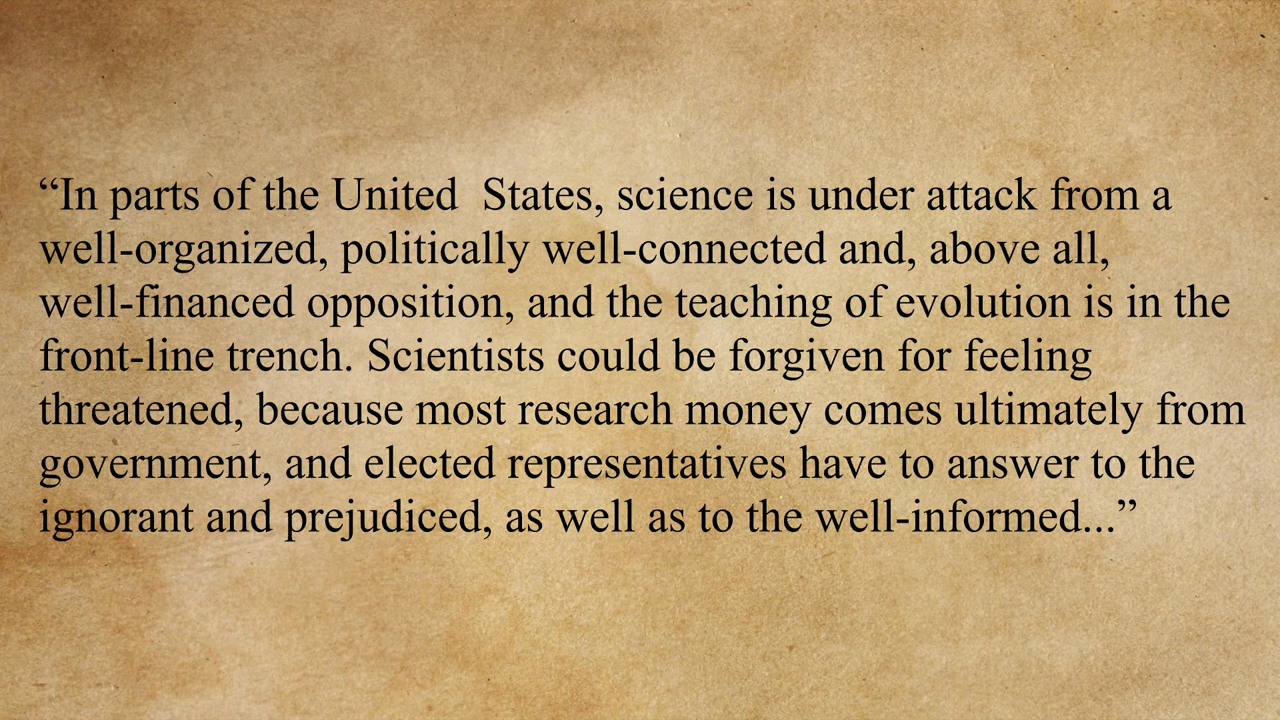 “In parts of the United  States, science is under attack from a
well-organized, politically well-connected and, above all,
well-financed opposition, and the teaching of evolution is in the
front-line trench. Scientists could be forgiven for feeling
threatened, because most research money comes ultimately from
government, and elected representatives have to answer to the
ignorant and prejudiced, as well as to the well-informed...”